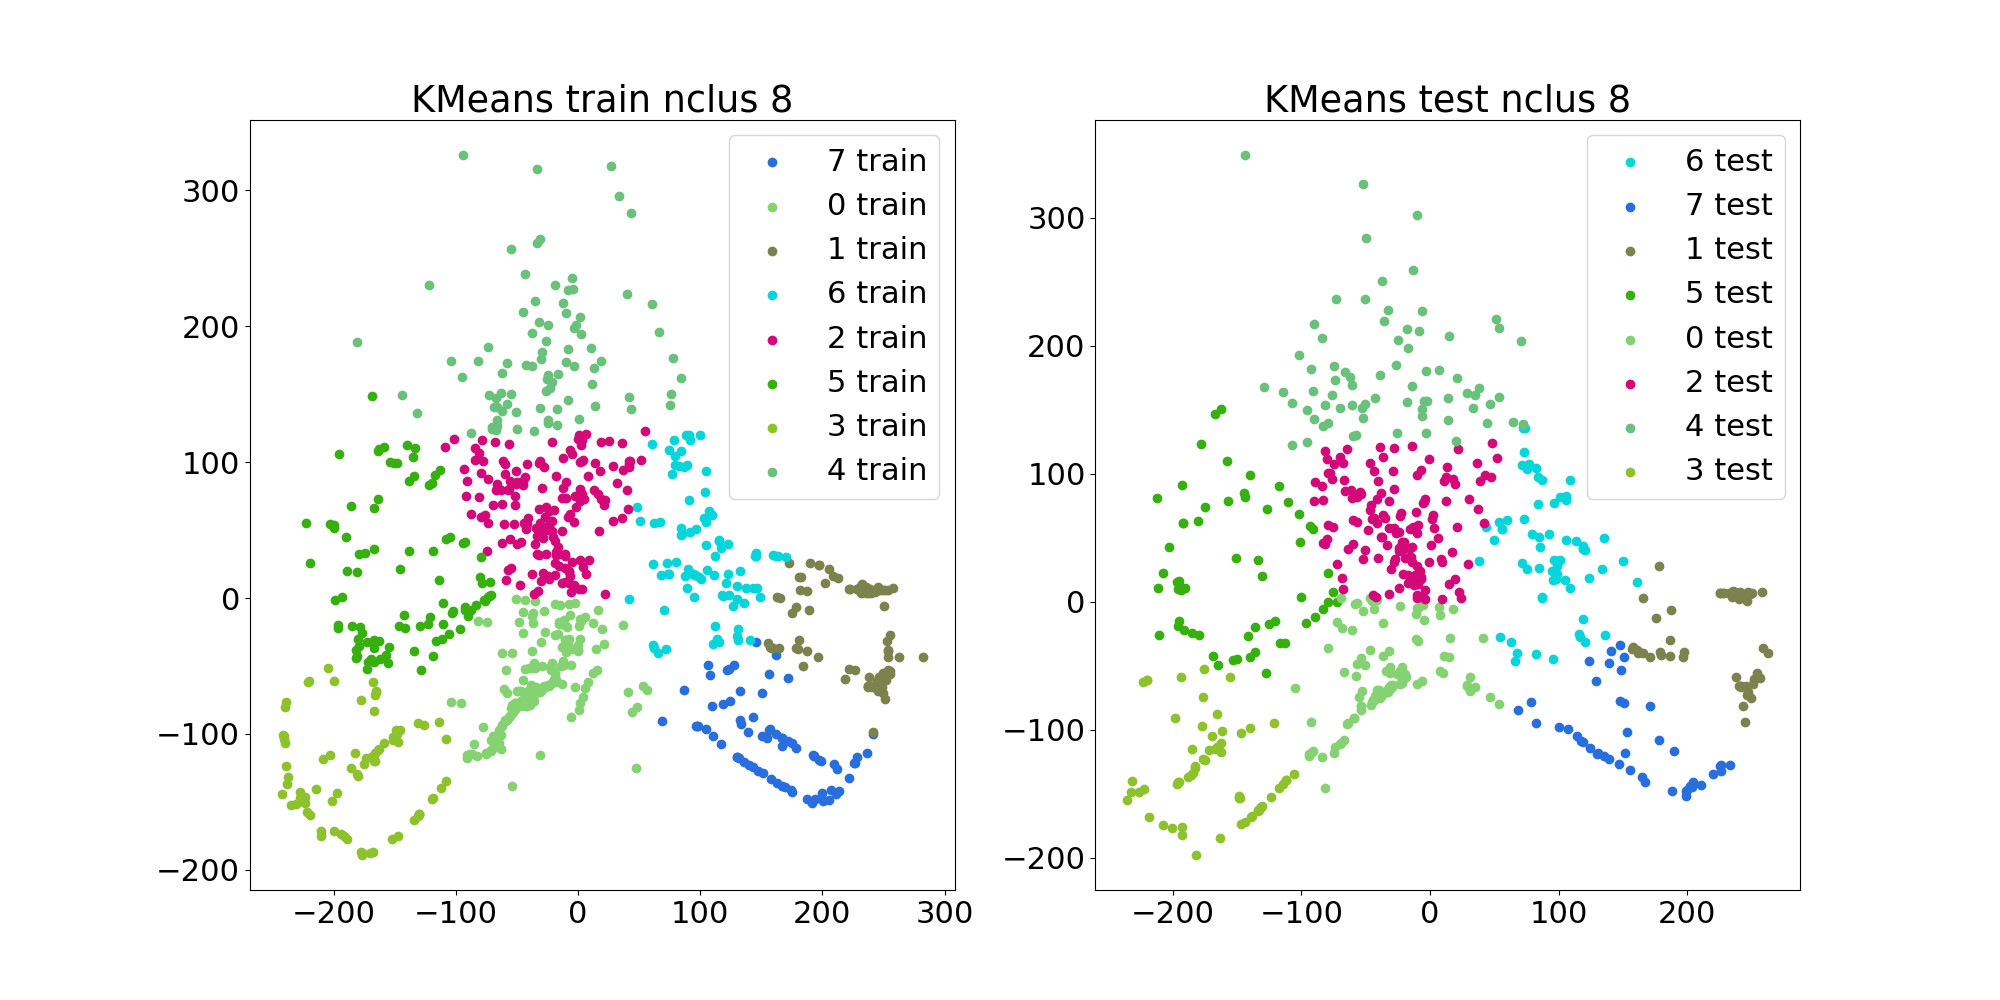 KMeans train nclus 8
7 train
0 train
1 train
6 train
2 train
5 train
3 train
4 train
300
200
100
0
−100
−200
−200
−100
0
100
200
300
KMeans test nclus 8
6 test
7 test
1 test
5 test
0 test
2 test
4 test
3 test
300
200
100
0
−100
−200
−200
−100
0
100
200